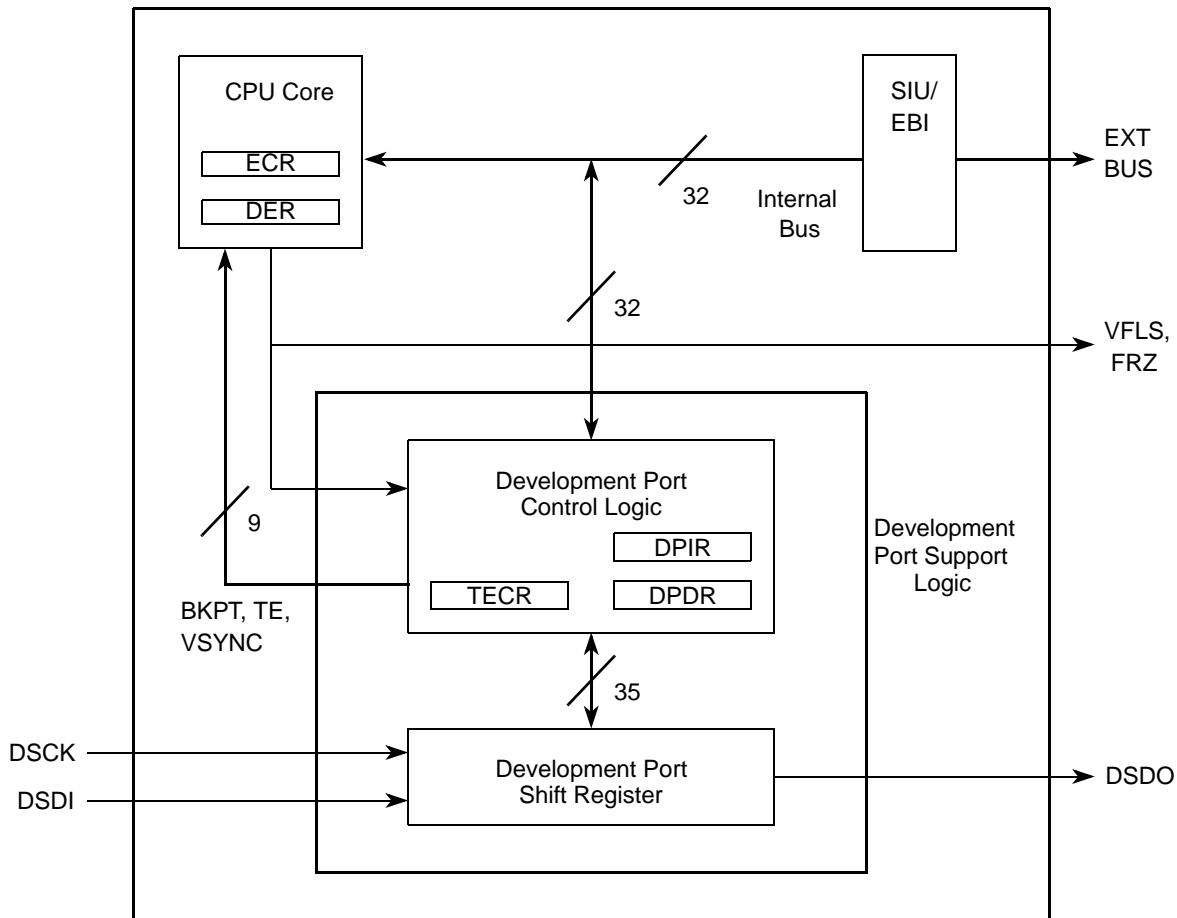 CPU Core
ECR
DER
SIU/
EBI
EXT
BUS
32
Internal
Bus
32
VFLS,
FRZ
Development Port
Control Logic
9
DPIR
TECR
DPDR
Development
Port Support
Logic
BKPT, TE,
VSYNC
35
DSCK
DSDI
Development Port
Shift Register
DSDO